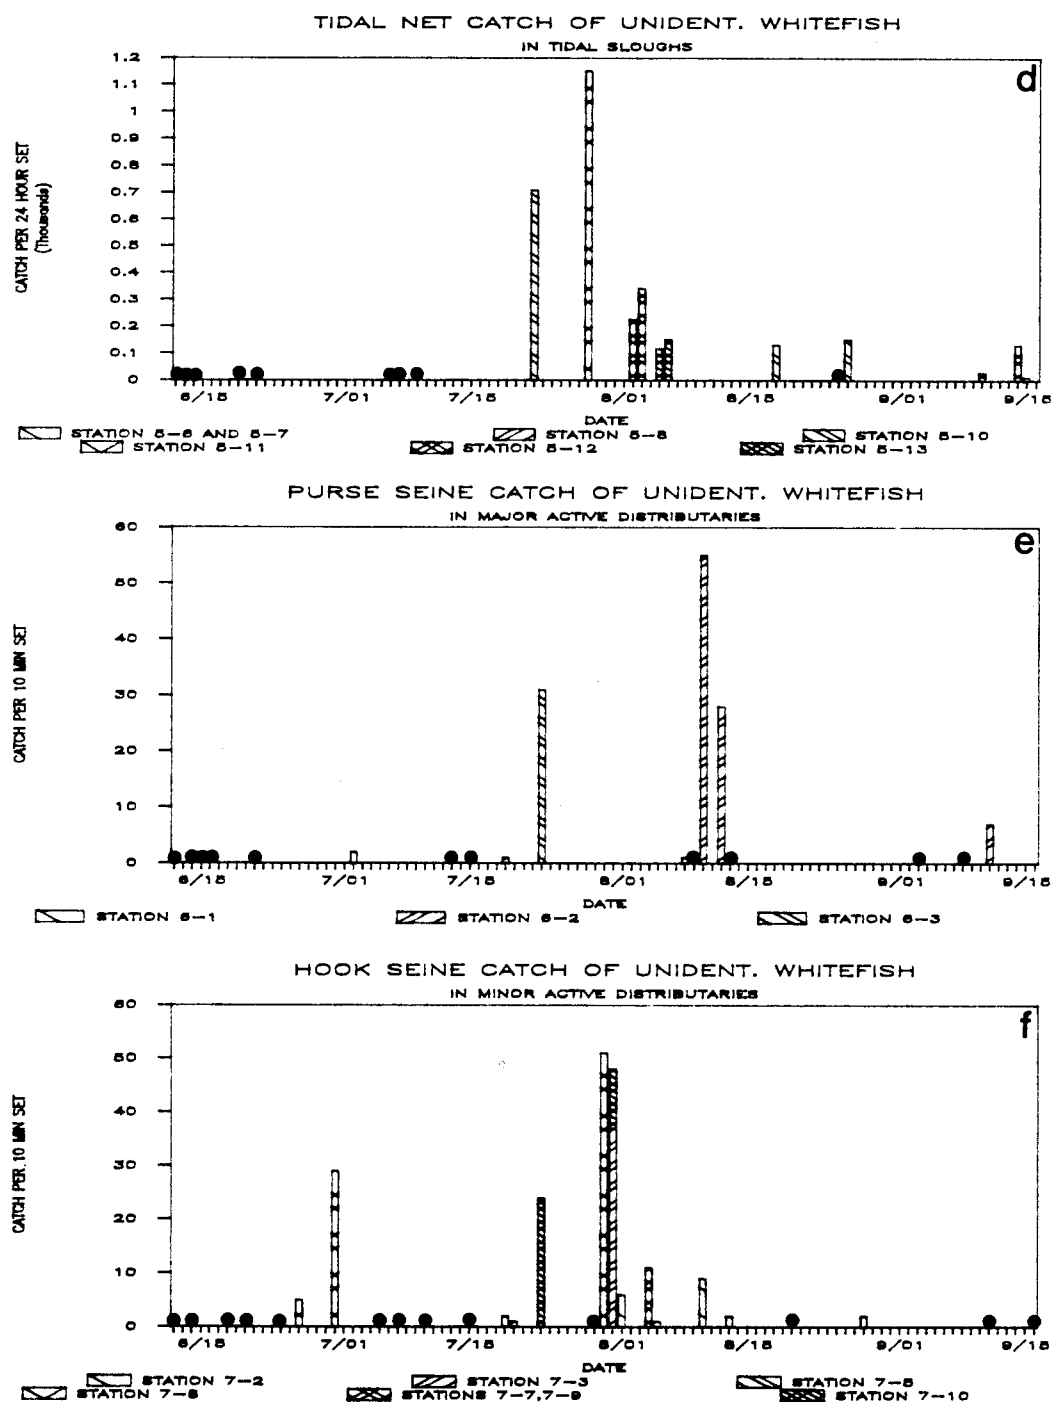 TIDAL NET CATCH OF UNIDENT. WHITEFISH
IN TIDAL SLOUGHS
d
CATCH PER 24 HOUR SET
(Thousands)
1.2
1.1
1
0.9
0.8
0.7
0.6
0.5
0.4
0.3
0.2
0.1
0
6/15 7/01 7/15 8/01 8/15 9/01 9/15
DATE
STATION 5-6 AND 5-7 STATION 5-8 STATION 5-10
STATION 5-11 STATION 5-12 STATION 5-13
PURSE SEINE CATCH OF UNIDENT. WHITEFISH
IN MAJOR ACTIVE DISTRIBUTARIES
e
CATCH PER 10 MIN SET
60
50
40
30
20
10
0
6/15 7/01 7/15 8/01 8/15 9/01 9/15
DATE
STATION 6-1 STATION 6-2 STATION 6-3
HOOK SEINE CATCH OF UNIDENT. WHITEFISH
IN MINOR ACTIVE DISTRIBUTARIES
f
CATCH PER.10 MIN SET
60
50
40
30
20
10
0
6/15 7/01 7/15 8/01 8/15 9/01 9/15
DATE
STATION 7-2 STATION 7-3 STATION 7-5
STATION 7-6 STATIONS 7-7,7-9 STATION 7-10